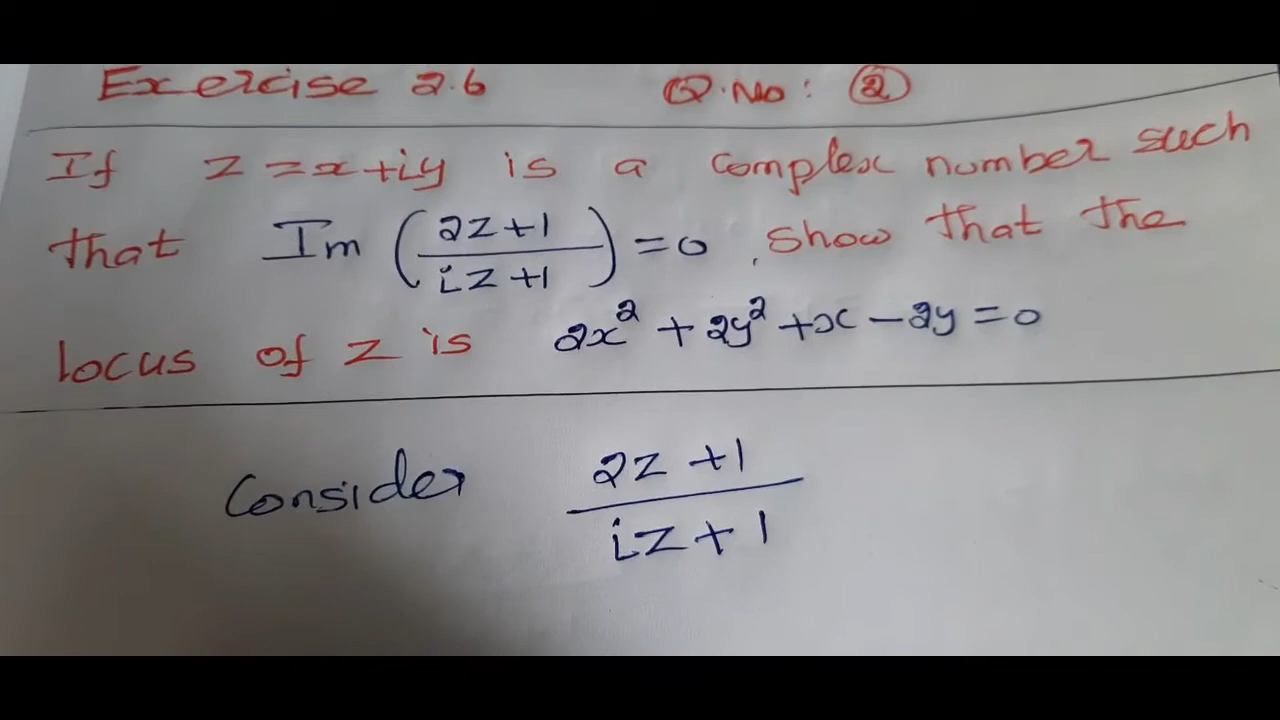 Exercise 2.6 Q.No: 2
If z = x+iy is a complex number such
that Im (2z+1 / iz+1) = 0, show that the
locus of z is 2x² + 2y² + x - 2y = 0
Consider 2z+1 / iz+1